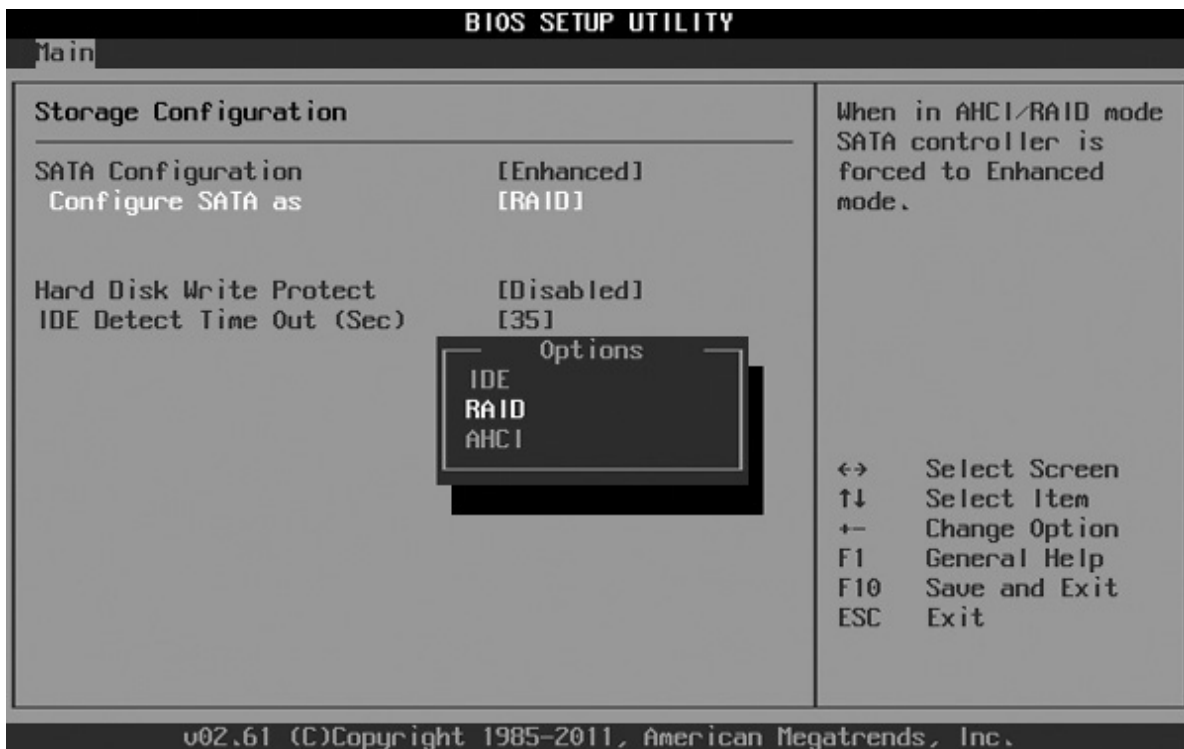 BIOS SETUP UTILITY
Main
Storage Configuration
SATA Configuration [Enhanced]
Configure SATA as [RAID]
Hard Disk Write Protect [Disabled]
IDE Detect Time Out (Sec) [35]
Options
IDE
RAID
AHCI
When in AHCI/RAID mode
SATA controller is
forced to Enhanced
mode.
←→ Select Screen
↑↓ Select Item
+- Change Option
F1 General Help
F10 Save and Exit
ESC Exit
v02.61 (C)Copyright 1985-2011, American Megatrends, Inc.